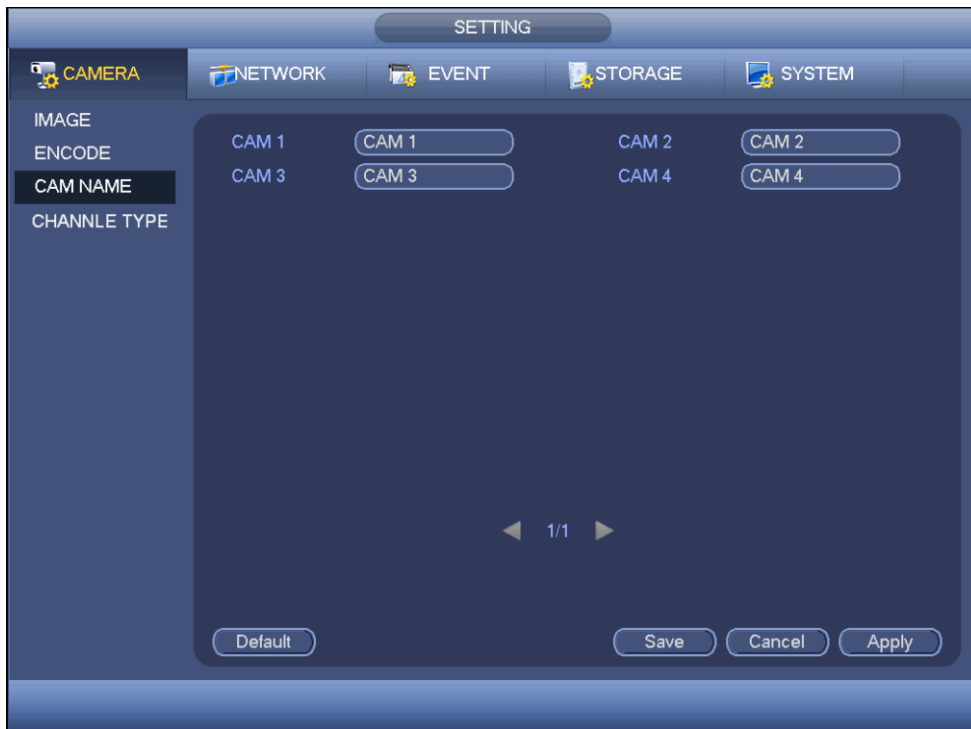 SETTING
CAMERA NETWORK EVENT STORAGE SYSTEM
IMAGE
ENCODE
CAM NAME
CHANNLE TYPE
CAM 1 CAM 1 CAM 2 CAM 2
CAM 3 CAM 3 CAM 4 CAM 4
1/1
Default Save Cancel Apply